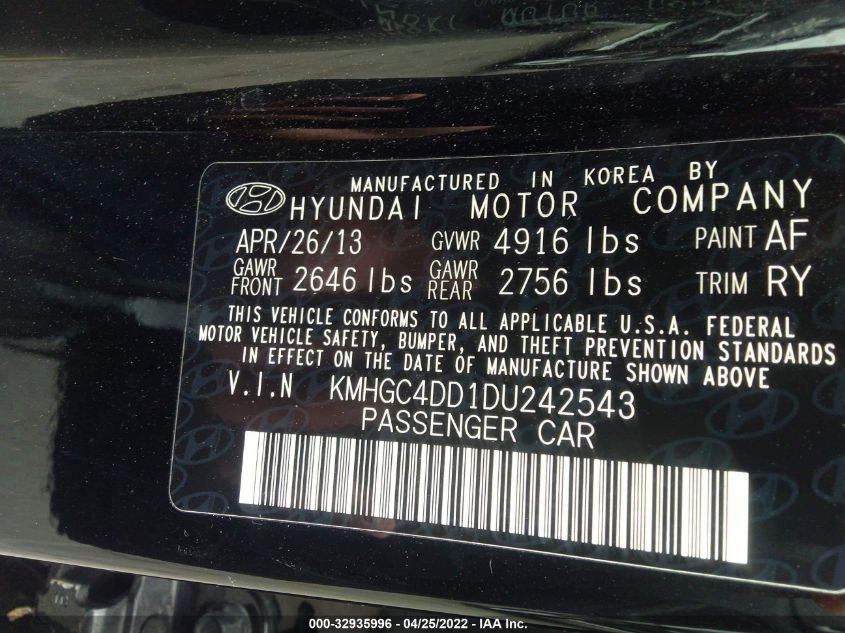 MANUFACTURED IN KOREA BY
HYUNDAI MOTOR COMPANY
APR/26/13 GVWR 4916 lbs PAINT AF
GAWR FRONT 2646 lbs GAWR REAR 2756 lbs TRIM RY
THIS VEHICLE CONFORMS TO ALL APPLICABLE U.S.A. FEDERAL
MOTOR VEHICLE SAFETY, BUMPER, AND THEFT PREVENTION STANDARDS
IN EFFECT ON THE DATE OF MANUFACTURE SHOWN ABOVE
V.I.N KMHGC4DD1DU242543
PASSENGER CAR
000-32935996 - 04/25/2022 - IAA Inc.